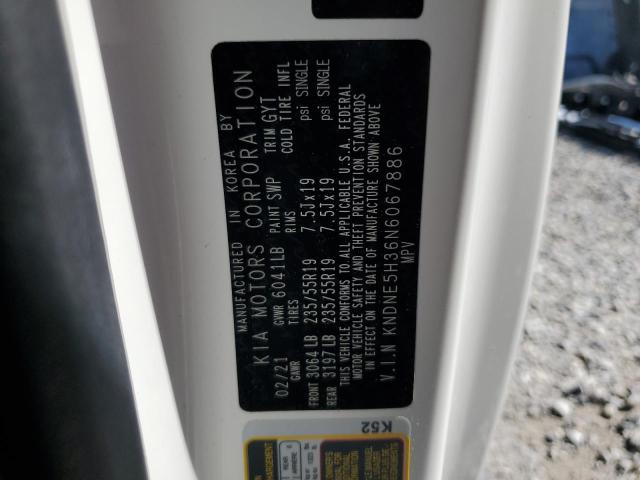 MANUFACTURED IN KOREA BY
KIA MOTORS CORPORATION
02/21 GVWR 6041LB PAINT SWP TRIM GYT
GAWR TIRES RIMS COLD TIRE INFL
FRONT 3064LB 235/55R19 7.5Jx19 psi SINGLE
REAR 3197LB 235/55R19 7.5Jx19 psi SINGLE
THIS VEHICLE CONFORMS TO ALL APPLICABLE U.S.A. FEDERAL
MOTOR VEHICLE SAFETY AND THEFT PREVENTION STANDARDS
IN EFFECT ON THE DATE OF MANUFACTURE SHOWN ABOVE
V.I.N KNDNE5H36N6067886
MPV
K52